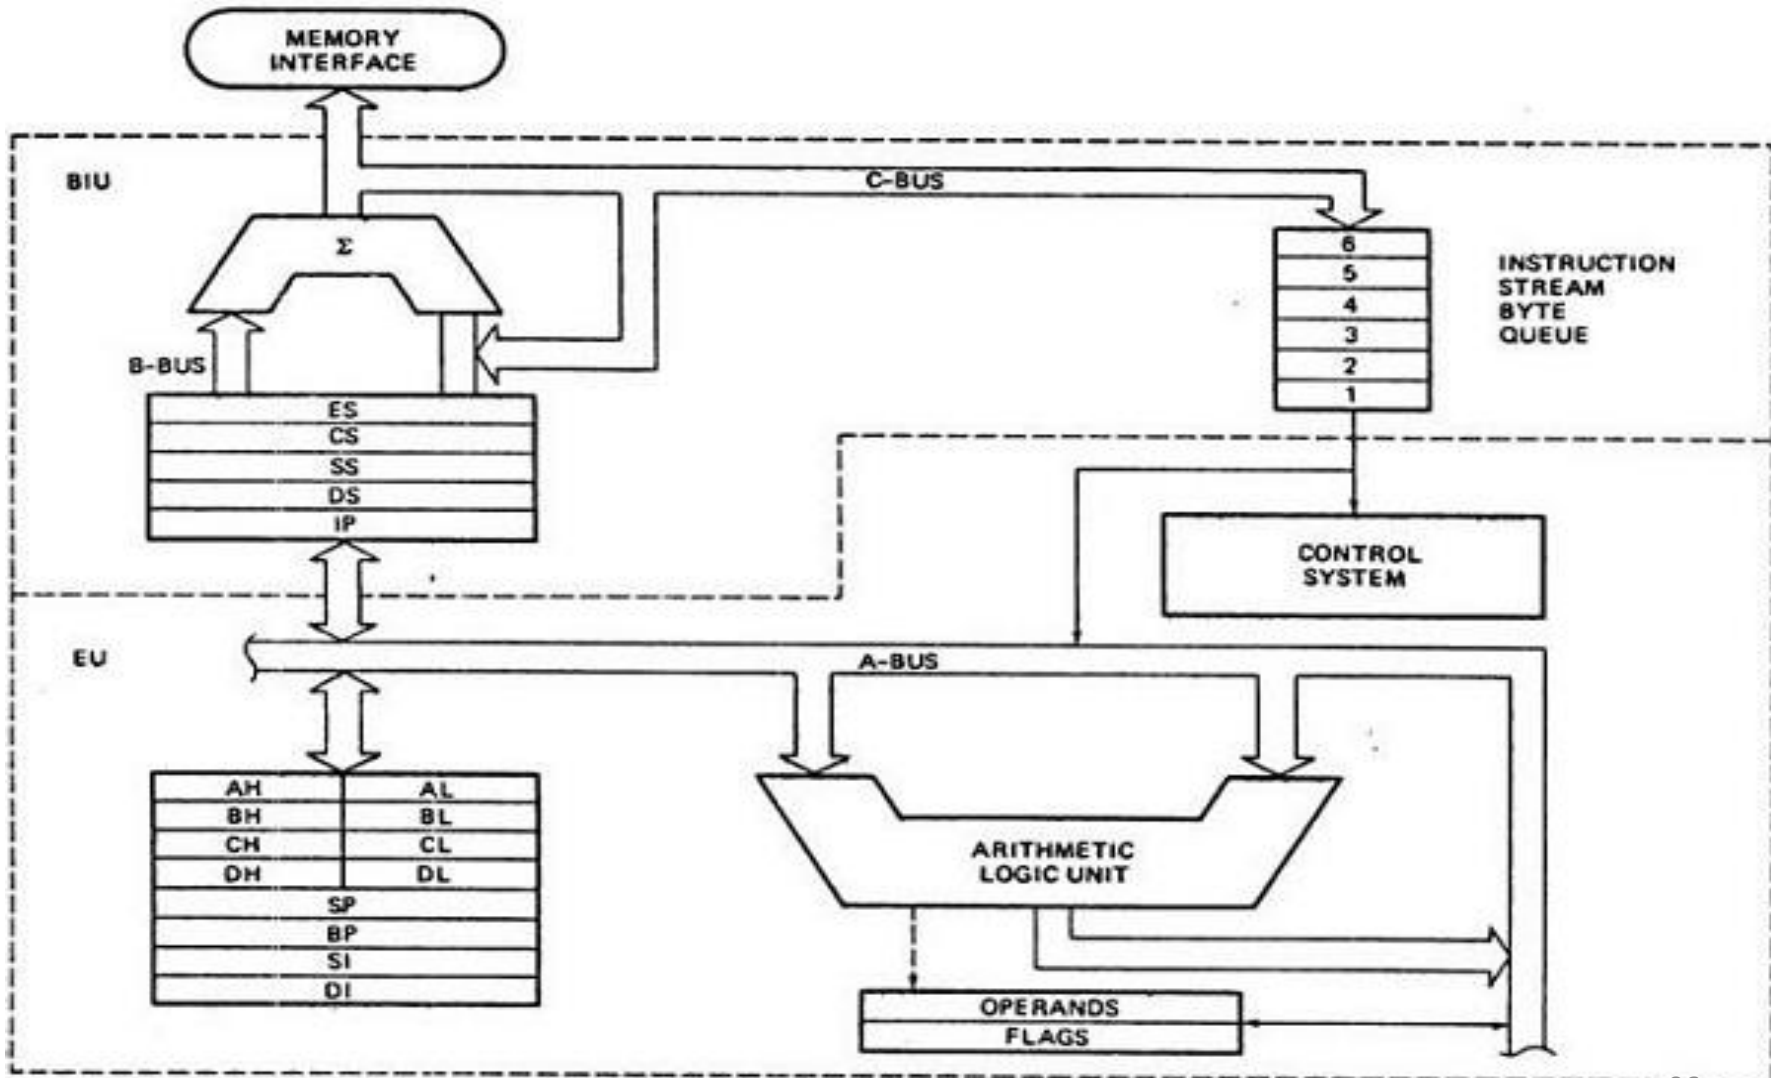 MEMORY
INTERFACE
BIU
C-BUS
Σ
B-BUS
6
5
4
3
2
1
INSTRUCTION
STREAM
BYTE
QUEUE
ES
CS
SS
DS
IP
CONTROL
SYSTEM
EU
A-BUS
AH AL
BH BL
CH CL
DH DL
SP
BP
SI
DI
ARITHMETIC
LOGIC UNIT
OPERANDS
FLAGS